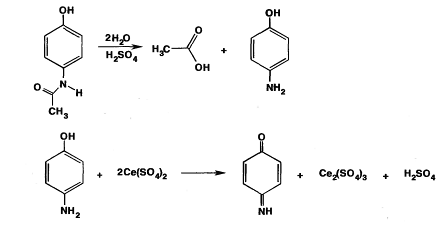 OH
2H₂O
H₂SO₄
O
N
H
CH₃
H₃C
O
OH
+
OH
NH₂
OH
NH₂
+ 2Ce(SO₄)₂
O
NH
+ Ce₂(SO₄)₃ + H₂SO₄